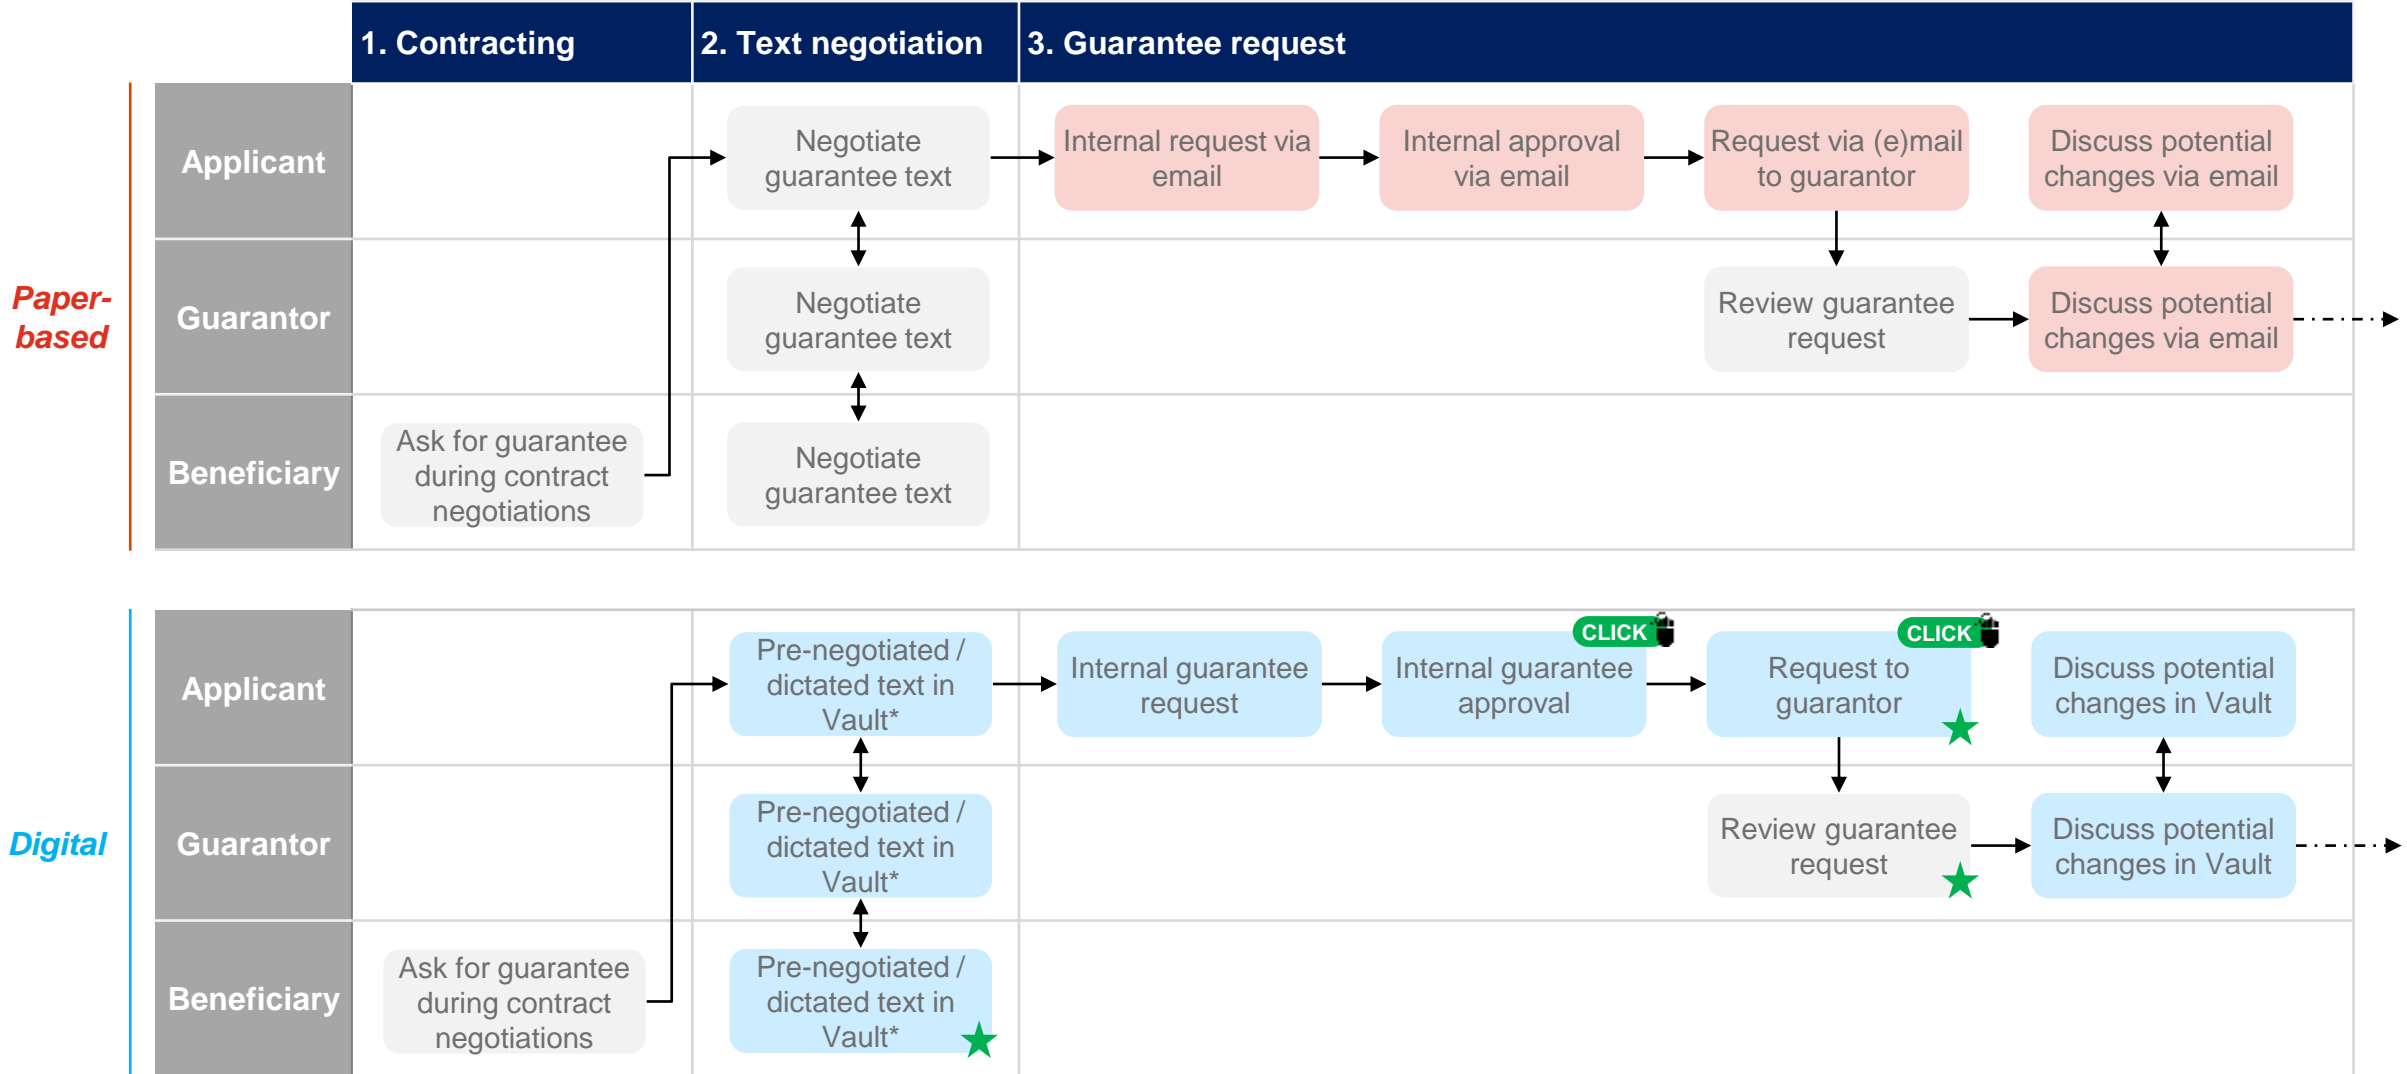 1. Contracting
2. Text negotiation
3. Guarantee request
Paper-
based
Applicant
Negotiate
guarantee text
Internal request via
email
Internal approval
via email
Request via (e)mail
to guarantor
Discuss potential
changes via email
Guarantor
Negotiate
guarantee text
Review guarantee
request
Discuss potential
changes via email
Beneficiary
Ask for guarantee
during contract
negotiations
Negotiate
guarantee text
Digital
Applicant
Pre-negotiated /
dictated text in
Vault*
Internal guarantee
request
CLICK
Internal guarantee
approval
CLICK
Request to
guarantor
Discuss potential
changes in Vault
Guarantor
Pre-negotiated /
dictated text in
Vault*
Review guarantee
request
Discuss potential
changes in Vault
Beneficiary
Ask for guarantee
during contract
negotiations
Pre-negotiated /
dictated text in
Vault*